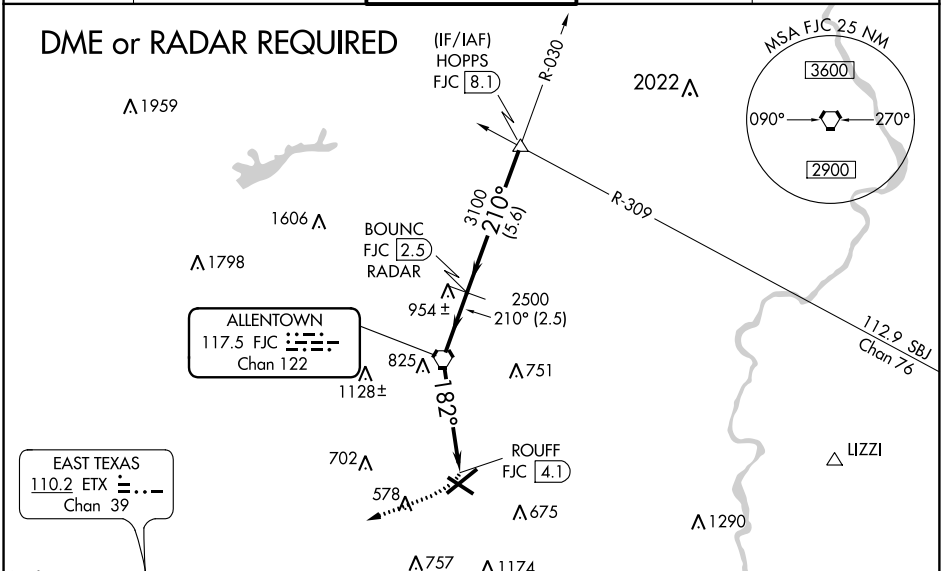 DME or RADAR REQUIRED
(IF/IAF)
HOPPS
FJC 8.1
R-030
2022
MSA FJC 25 NM
3600
090°
270°
2900
1959
R-309
3100
210°
(5.6)
1606
BOUNC
FJC 2.5
RADAR
1798
954 ±
2500
210° (2.5)
ALLENTOWN
117.5 FJC
Chan 122
112.9 SBJ
Chan 76
825
751
1128±
182°
EAST TEXAS
110.2 ETX
Chan 39
702
ROUFF
FJC 4.1
LIZZI
578
675
1290
757
1174